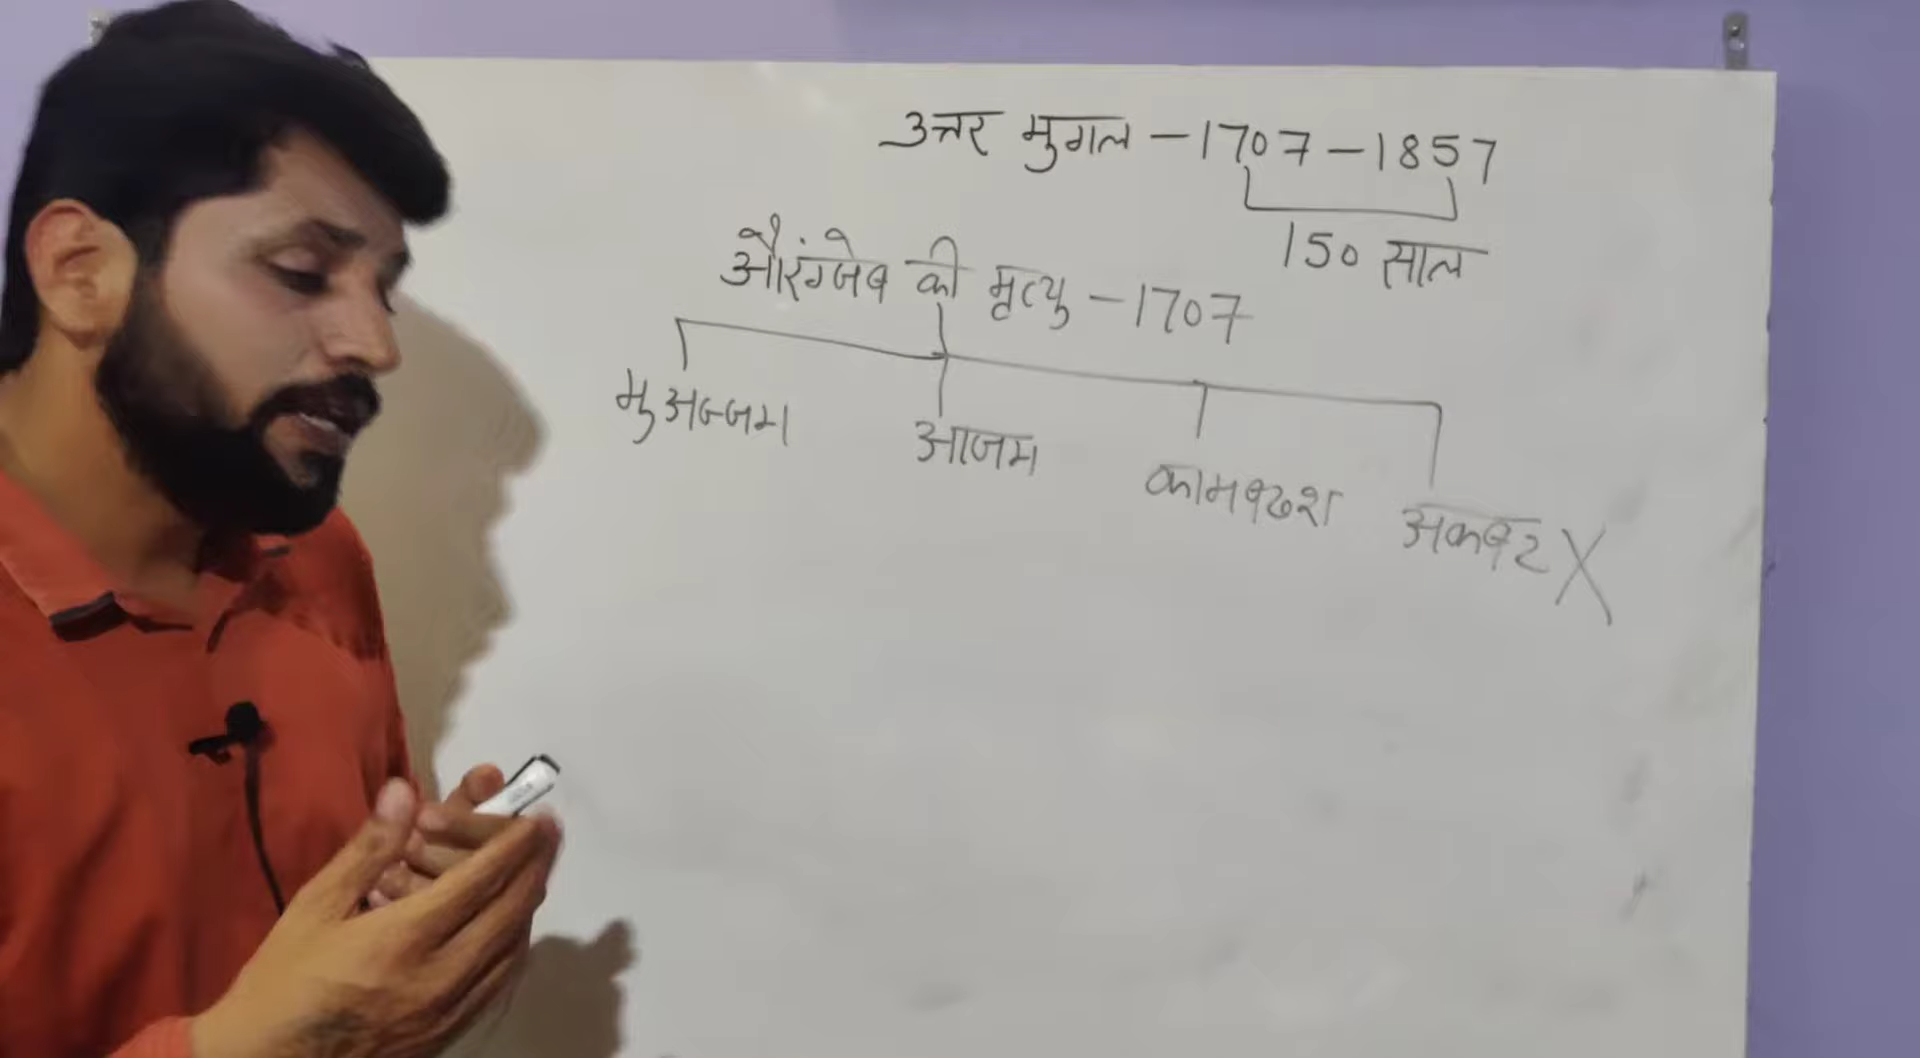 उत्तर मुगल - 1707 - 1857
150 साल
औरंगजेब की मृत्यु - 1707
मुअज्जम आजम कामबख्श अकबर X